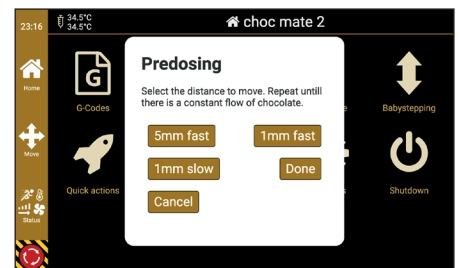 23:16
34.5°C
34.5°C
choc mate 2
Home
Move
Status
G
G-Codes
Quick actions
Predosing
Select the distance to move. Repeat untill
there is a constant flow of chocolate.
5mm fast
1mm fast
1mm slow
Done
Cancel
e
Babystepping
s
Shutdown